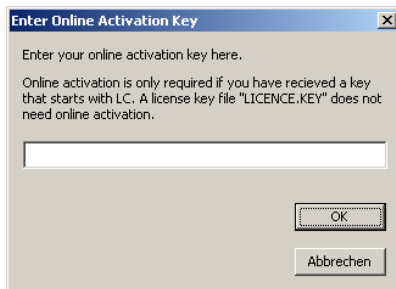 Enter Online Activation Key
Enter your online activation key here.
Online activation is only required if you have recieved a key
that starts with LC. A license key file "LICENCE.KEY" does not
need online activation.
OK
Abbrechen